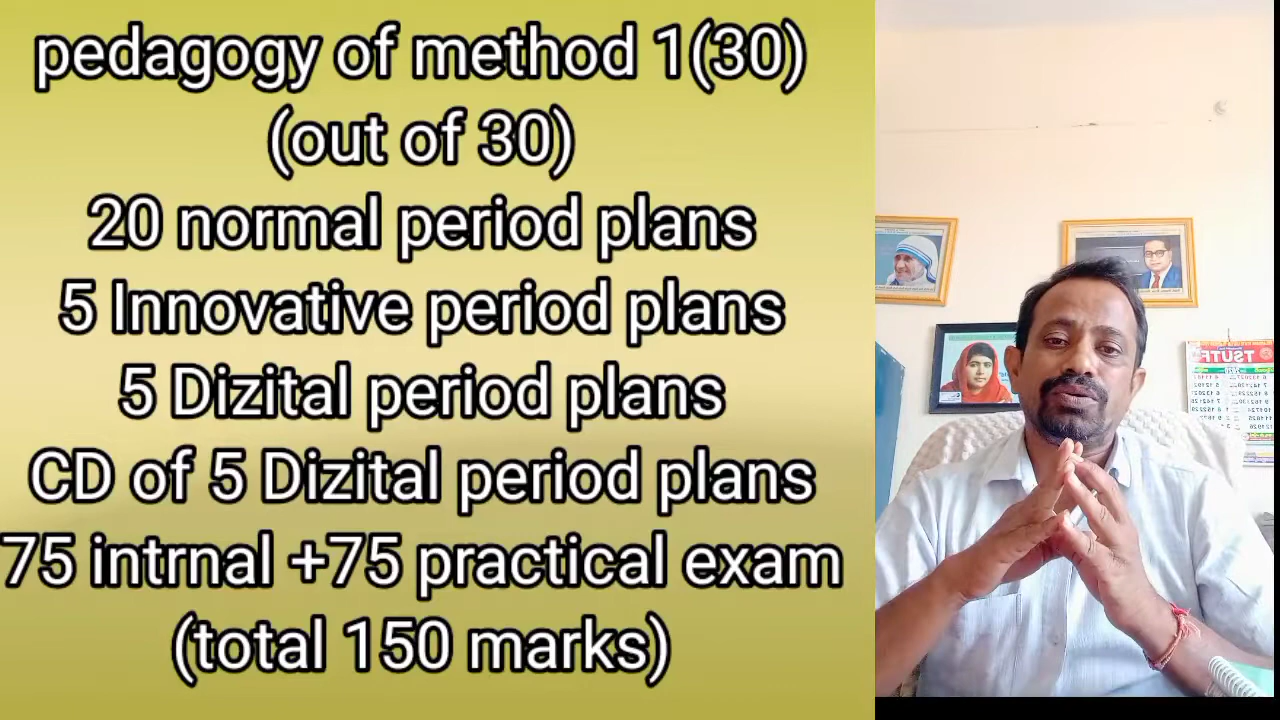 pedagogy of method 1(30)
(out of 30)
20 normal period plans
5 Innovative period plans
5 Dizital period plans
CD of 5 Dizital period plans
75 intrnal +75 practical exam
(total 150 marks)
TSUTF